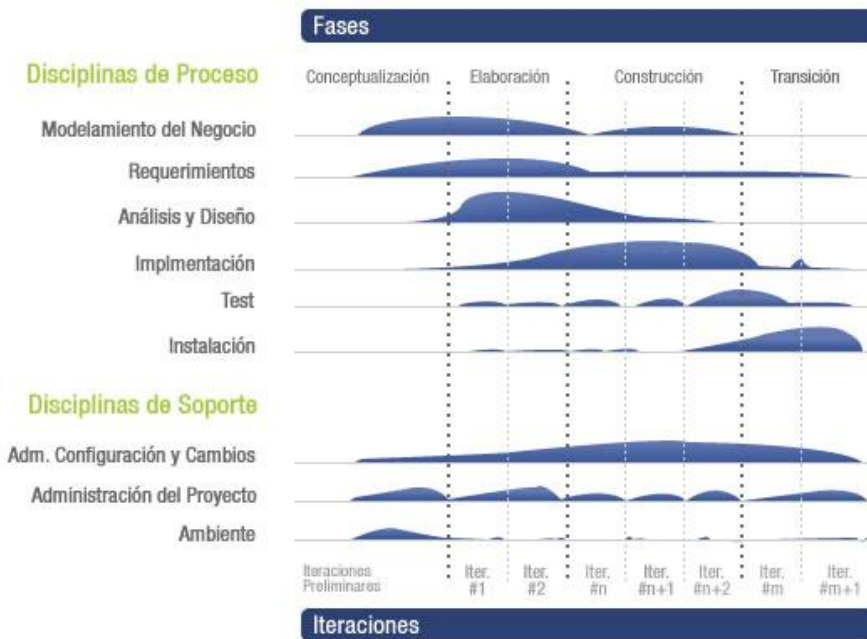 Fases
Disciplinas de Proceso
Conceptualización
Elaboración
Construcción
Transición
Modelamiento del Negocio
Requerimientos
Análisis y Diseño
Implmentación
Test
Instalación
Disciplinas de Soporte
Adm. Configuración y Cambios
Administración del Proyecto
Ambiente
Iteraciones
Preliminares
Iter.
#1
Iter.
#2
Iter.
#n
Iter.
#n+1
Iter.
#n+2
Iter.
#m
Iter.
#m+1
Iteraciones